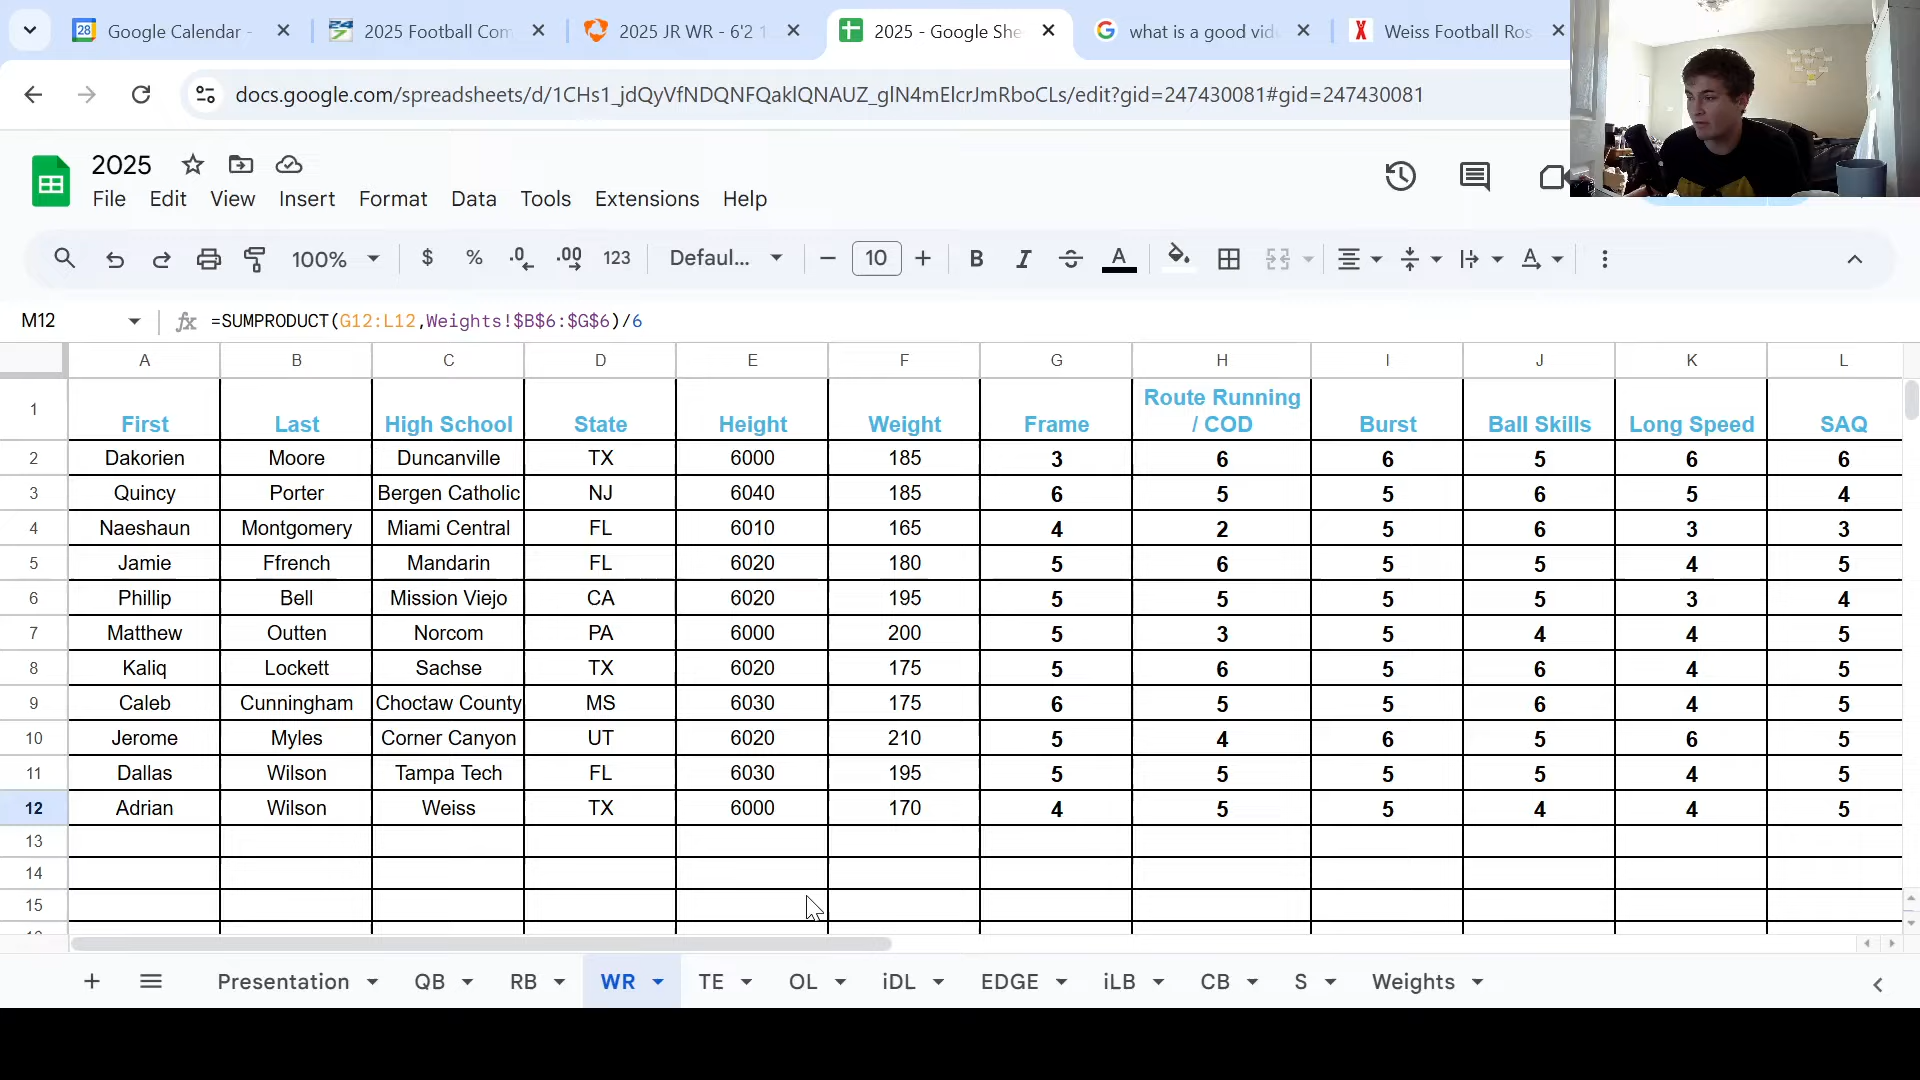 28 Google Calendar -
2025 Football Com
2025 JR WR - 6'2 1
2025 - Google She
what is a good vid
Weiss Football Ros
docs.google.com/spreadsheets/d/1CHs1_jdQyVfNDQNFQaklQNAUZ_glN4mElcrJmRboCLs/edit?gid=247430081#gid=247430081
2025
File Edit View Insert Format Data Tools Extensions Help
100% $ % .0 .00 123 Defaul... − 10 + B I S A
M12 fx =SUMPRODUCT(G12:L12,Weights!$B$6:$G$6)/6
A B C D E F G H I J K L
1 First Last High School State Height Weight Frame Route Running / COD Burst Ball Skills Long Speed SAQ
2 Dakorien Moore Duncanville TX 6000 185 3 6 6 5 6 6
3 Quincy Porter Bergen Catholic NJ 6040 185 6 5 5 6 5 4
4 Naeshaun Montgomery Miami Central FL 6010 165 4 2 5 6 3 3
5 Jamie Ffrench Mandarin FL 6020 180 5 6 5 5 4 5
6 Phillip Bell Mission Viejo CA 6020 195 5 5 5 5 3 4
7 Matthew Outten Norcom PA 6000 200 5 3 5 4 4 5
8 Kaliq Lockett Sachse TX 6020 175 5 6 5 6 4 5
9 Caleb Cunningham Choctaw County MS 6030 175 6 5 5 6 4 5
10 Jerome Myles Corner Canyon UT 6020 210 5 4 6 5 6 5
11 Dallas Wilson Tampa Tech FL 6030 195 5 5 5 5 4 5
12 Adrian Wilson Weiss TX 6000 170 4 5 5 4 4 5
13
14
15
+ Presentation QB RB WR TE OL iDL EDGE iLB CB S Weights